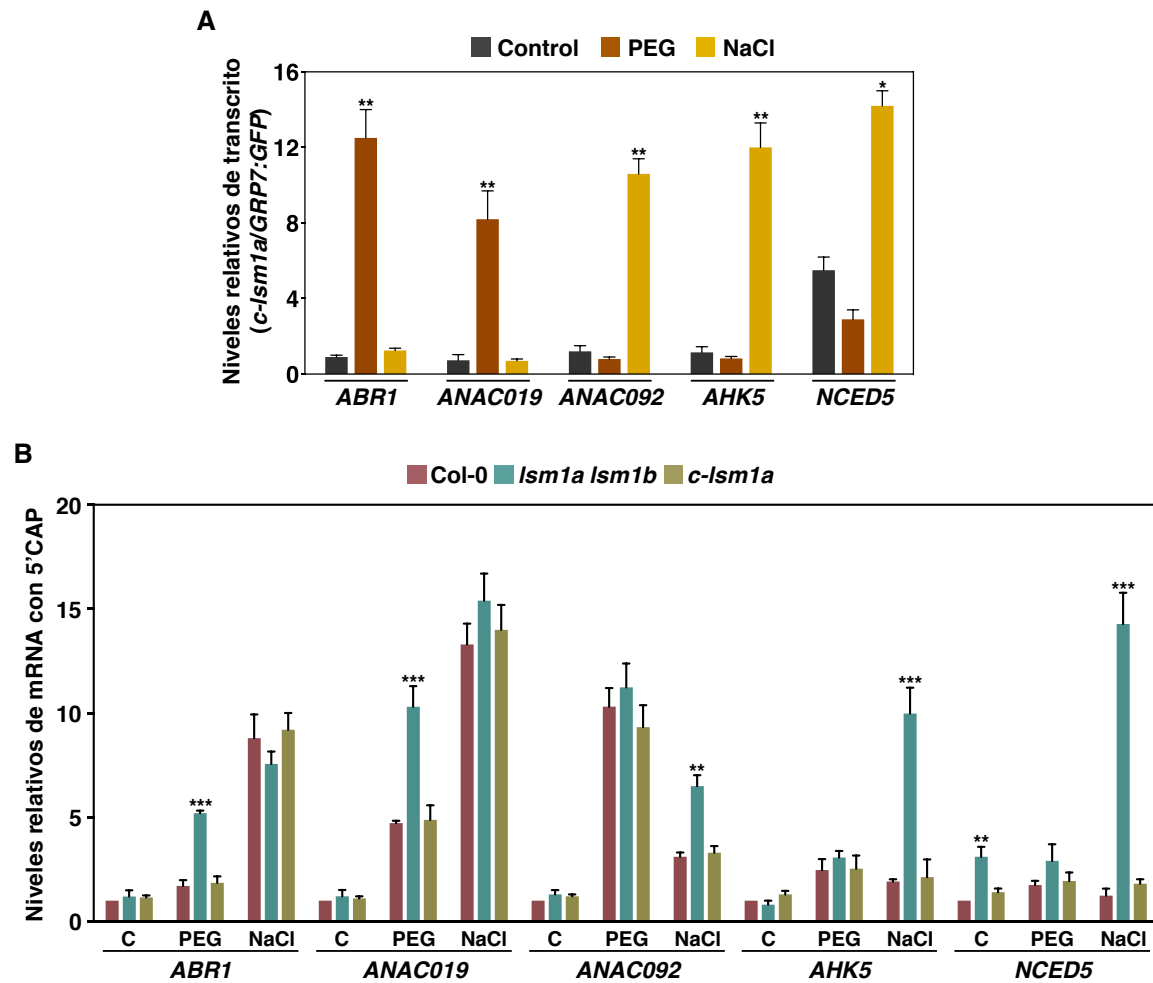 A
Control PEG NaCl
Niveles relativos de transcrito
(c-lsm1a/GRP7:GFP)
16
12
8
4
0
** ** ** ** *
ABR1 ANAC019 ANAC092 AHK5 NCED5
B
Col-0 lsm1a lsm1b c-lsm1a
Niveles relativos de mRNA con 5'CAP
20
15
10
5
0
*** *** ** *** ** ***
C PEG NaCl C PEG NaCl C PEG NaCl C PEG NaCl C PEG NaCl
ABR1 ANAC019 ANAC092 AHK5 NCED5